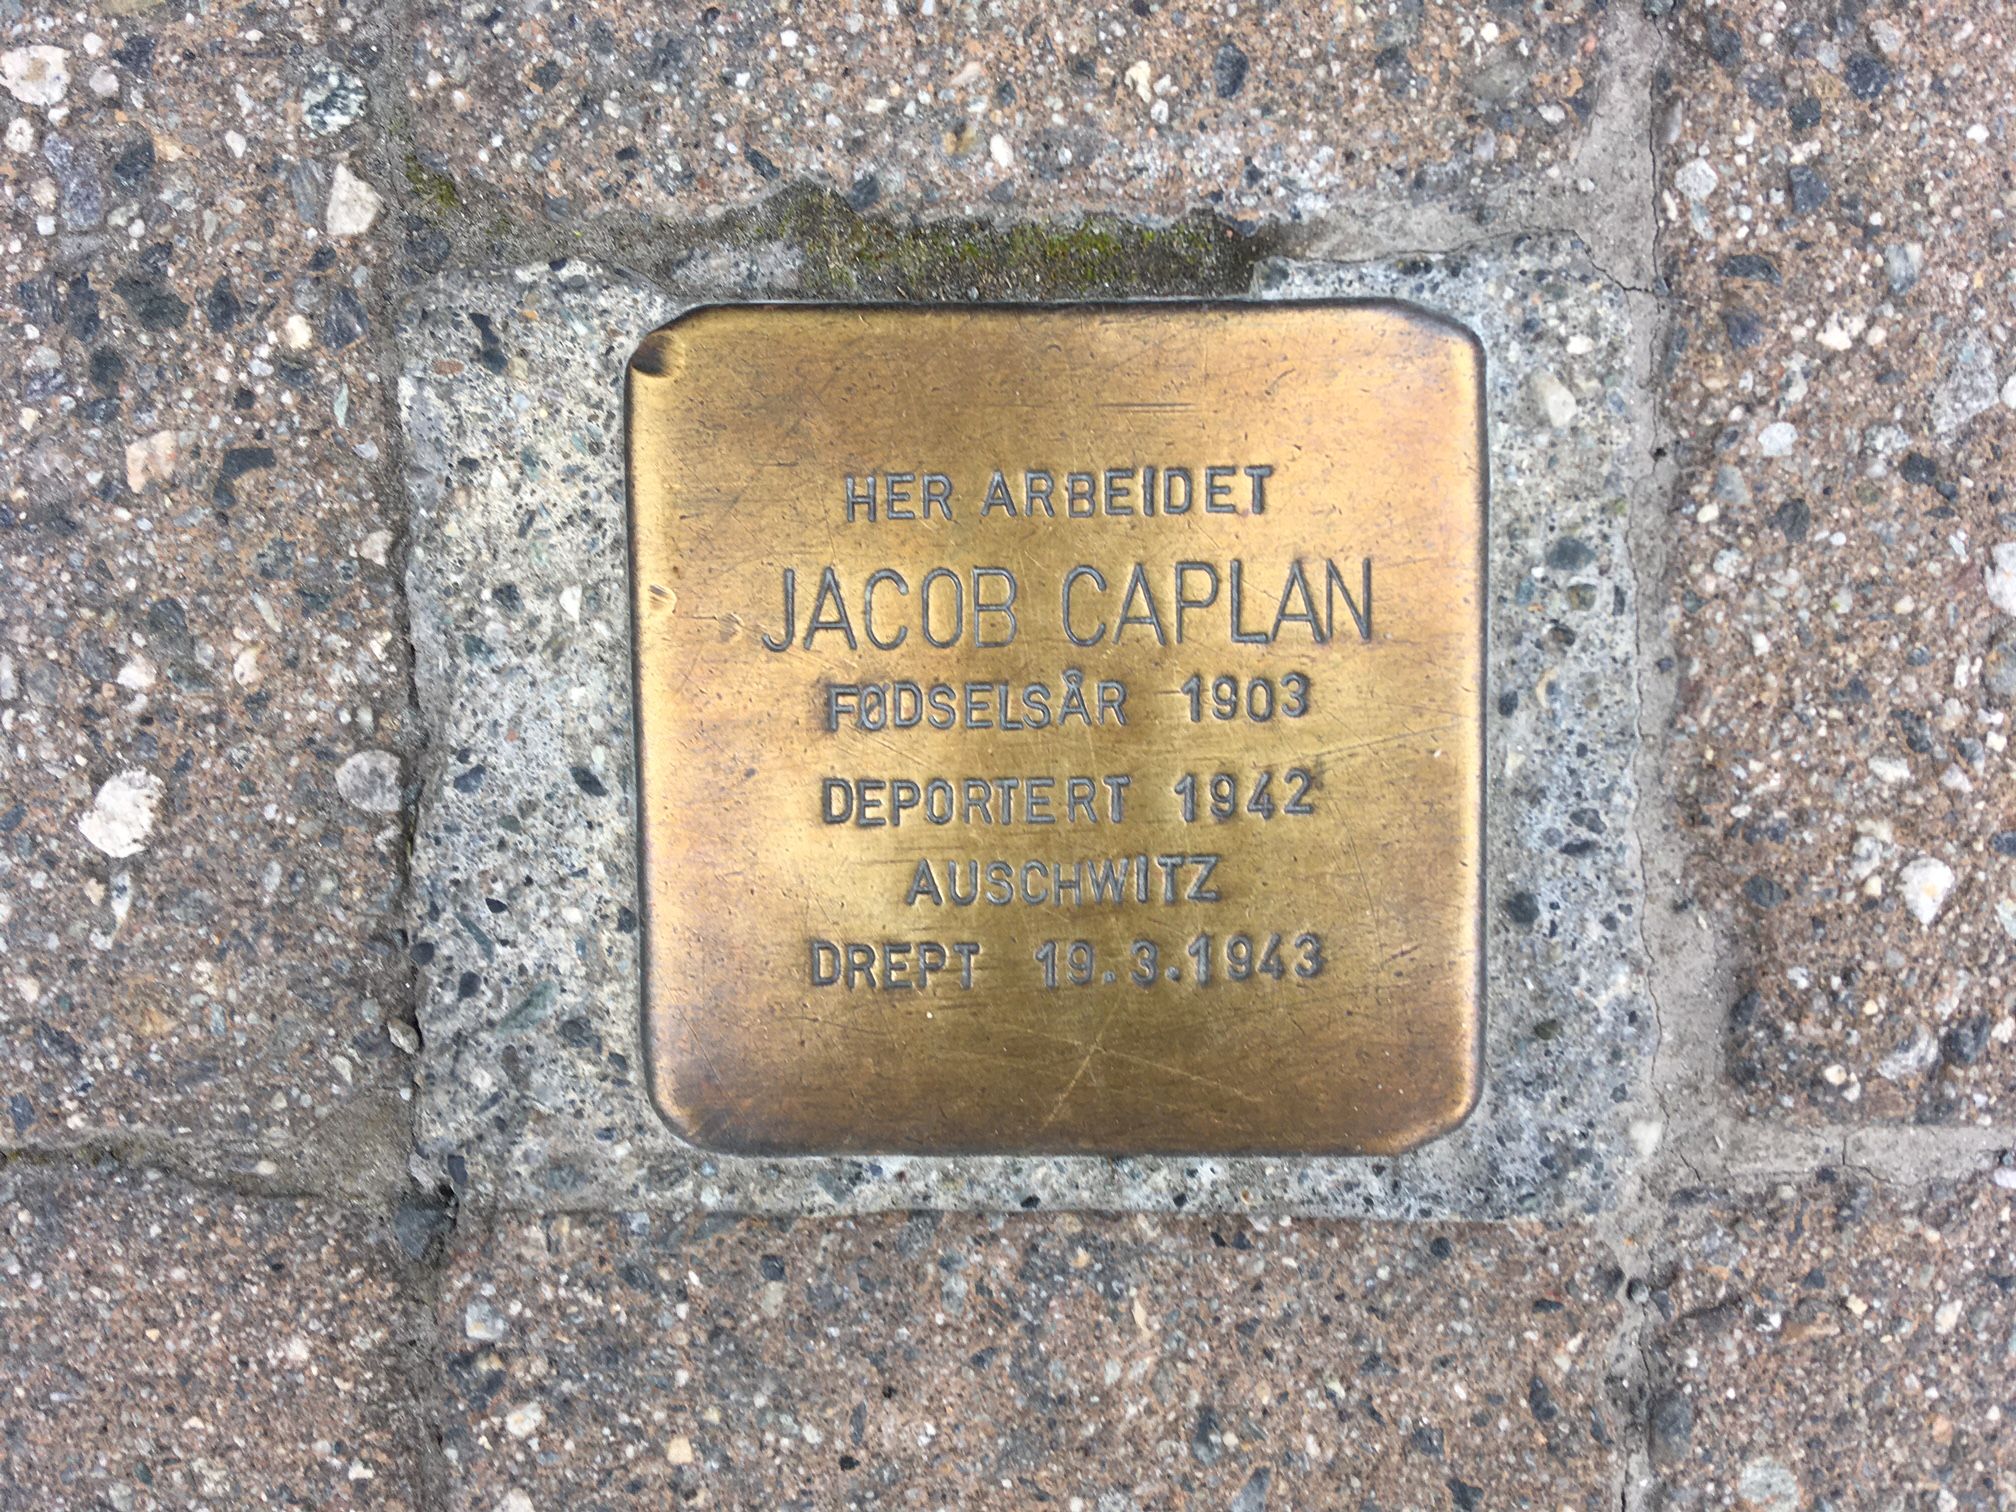 HER ARBEIDET
JACOB CAPLAN
FØDSELSÅR 1903
DEPORTERT 1942
AUSCHWITZ
DREPT 19.3.1943